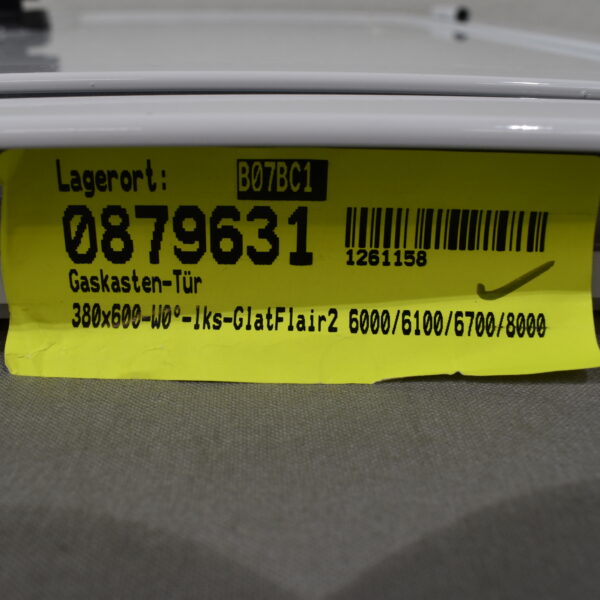 Lagerort: B07BC1
0879631
1261158
Gaskasten-Tür
380x600-W0°-lks-GlatFlair2 6000/6100/6700/8000